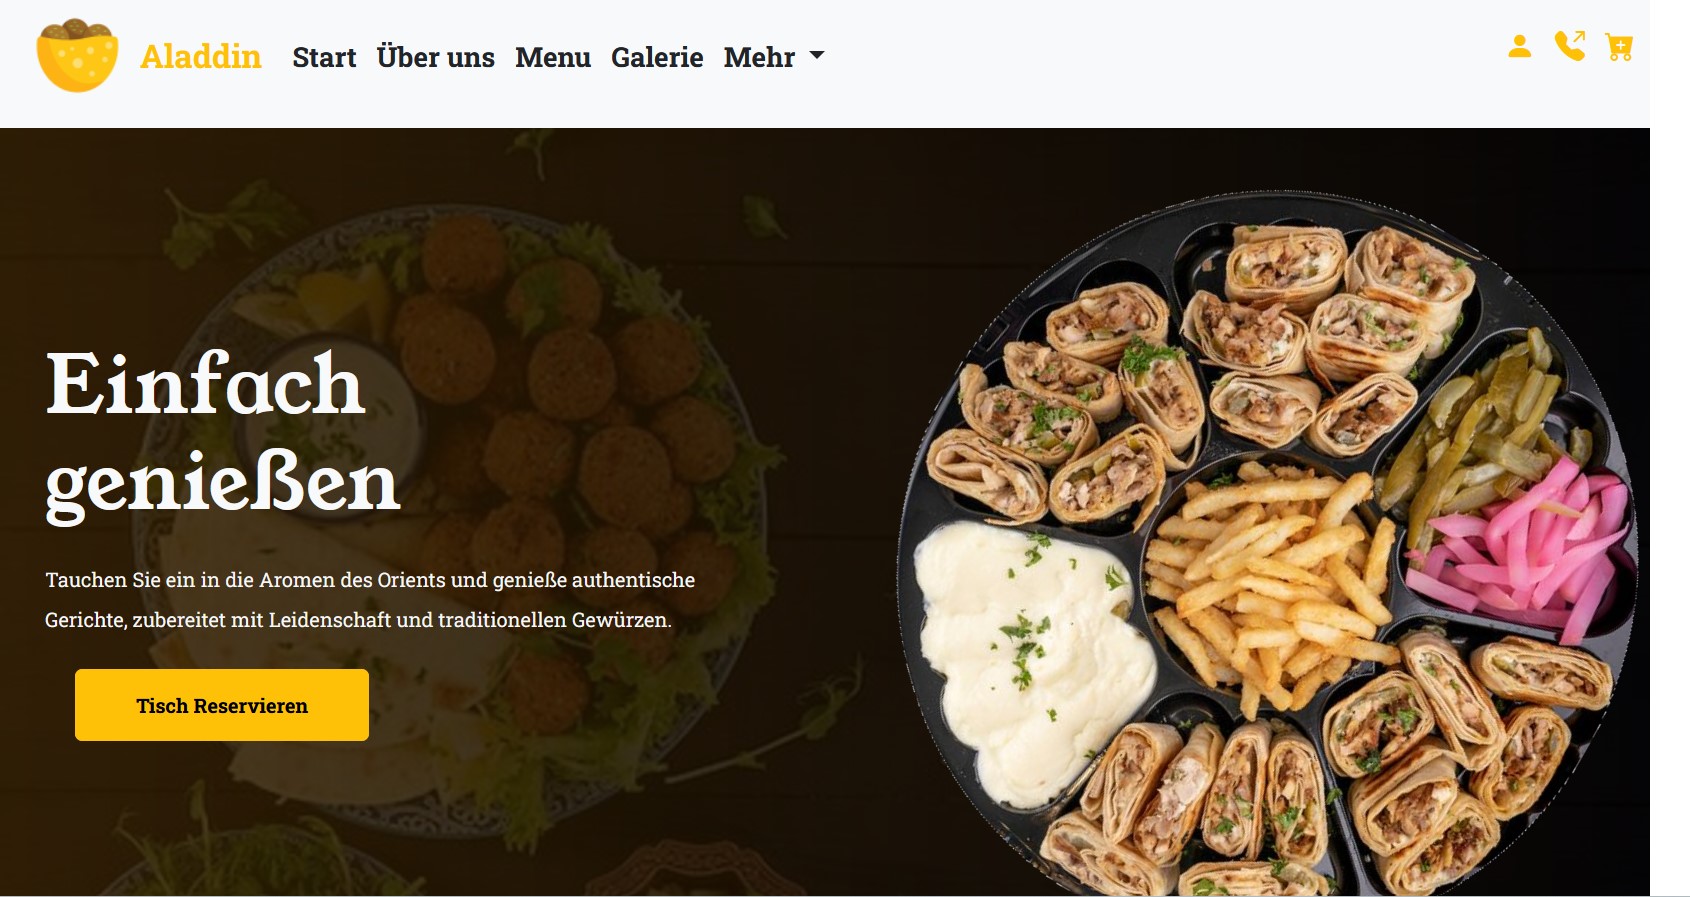 Aladdin Start Über uns Menu Galerie Mehr
Einfach
genießen
Tauchen Sie ein in die Aromen des Orients und genieße authentische
Gerichte, zubereitet mit Leidenschaft und traditionellen Gewürzen.
Tisch Reservieren